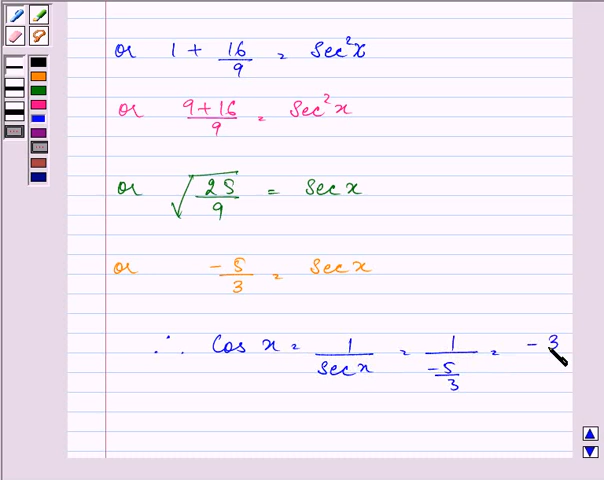 or 1 + 16/9 = Sec²x
or 9+16/9 = Sec²x
or √25/9 = Sec x
or -5/3 = Sec x
∴ Cos x = 1/Sec x = 1/-5/3 = -3